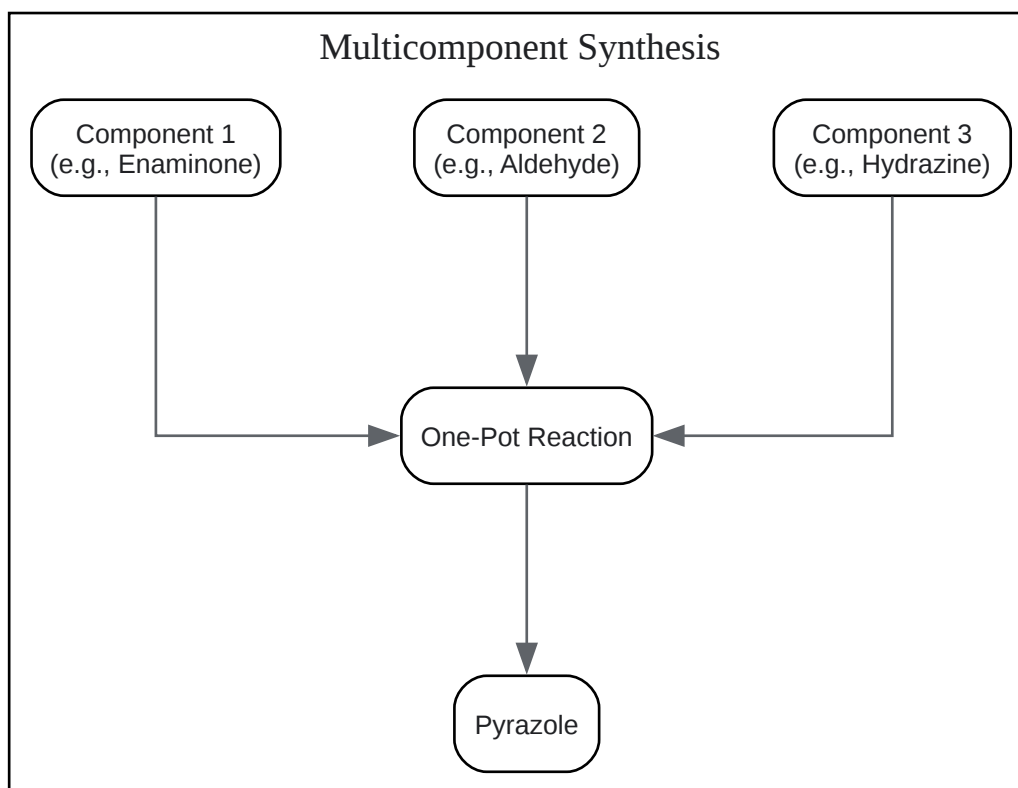 Multicomponent Synthesis
Component 1
(e.g., Enaminone)
Component 2
(e.g., Aldehyde)
Component 3
(e.g., Hydrazine)
One-Pot Reaction
Pyrazole